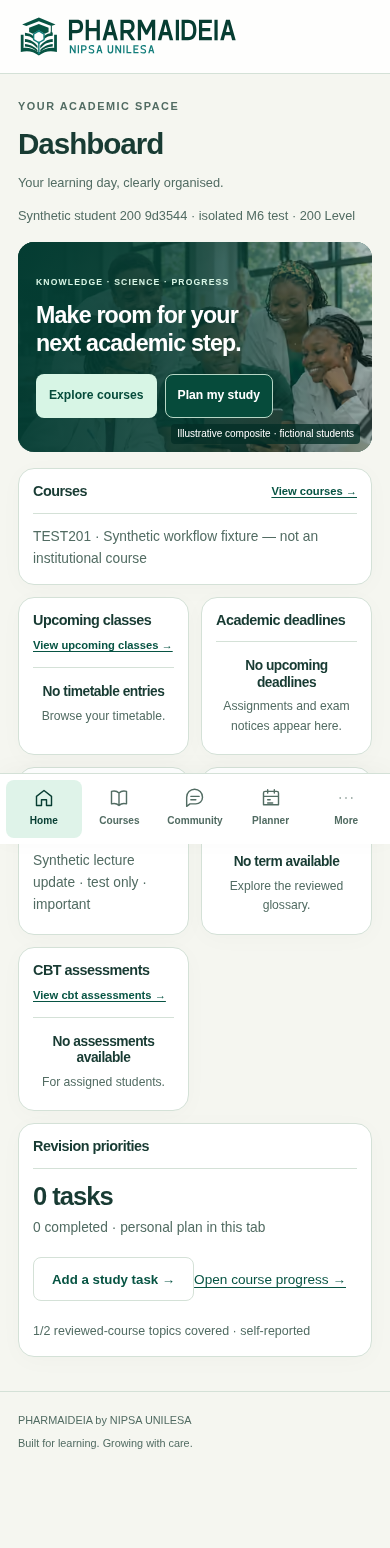 PHARMAIDEIA
NIPSA UNILESA
YOUR ACADEMIC SPACE
Dashboard
Your learning day, clearly organised.
Synthetic student 200 9d3544 · isolated M6 test · 200 Level
KNOWLEDGE · SCIENCE · PROGRESS
Make room for your
next academic step.
Explore courses
Plan my study
Illustrative composite · fictional students
Courses
View courses →
TEST201 · Synthetic workflow fixture — not an
institutional course
Upcoming classes
View upcoming classes →
No timetable entries
Browse your timetable.
Academic deadlines
No upcoming
deadlines
Assignments and exam
notices appear here.
Home
Courses
Community
Planner
More
Synthetic lecture
update · test only ·
important
No term available
Explore the reviewed
glossary.
CBT assessments
View cbt assessments →
No assessments
available
For assigned students.
Revision priorities
0 tasks
0 completed · personal plan in this tab
Add a study task →
Open course progress →
1/2 reviewed-course topics covered · self-reported
PHARMAIDEIA by NIPSA UNILESA
Built for learning. Growing with care.